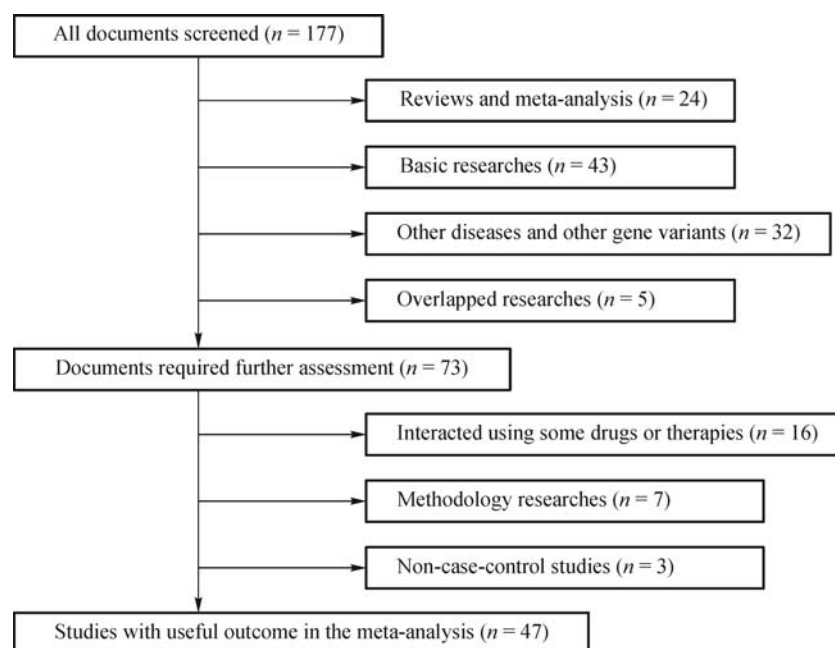 All documents screened (n = 177)
Reviews and meta-analysis (n = 24)
Basic researches (n = 43)
Other diseases and other gene variants (n = 32)
Overlapped researches (n = 5)
Documents required further assessment (n = 73)
Interacted using some drugs or therapies (n = 16)
Methodology researches (n = 7)
Non-case-control studies (n = 3)
Studies with useful outcome in the meta-analysis (n = 47)